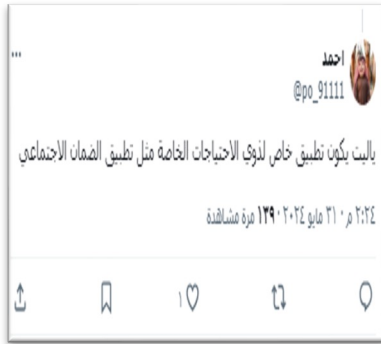 احمد
@po_91111
ياليت يكون تطبيق خاص لذوي الاحتياجات الخاصة مثل تطبيق الضمان الاجتماعي
٢:٢٤ م · ٣١ مايو ٢٠٢٤ · ١٣٩ مرة مشاهدة
١